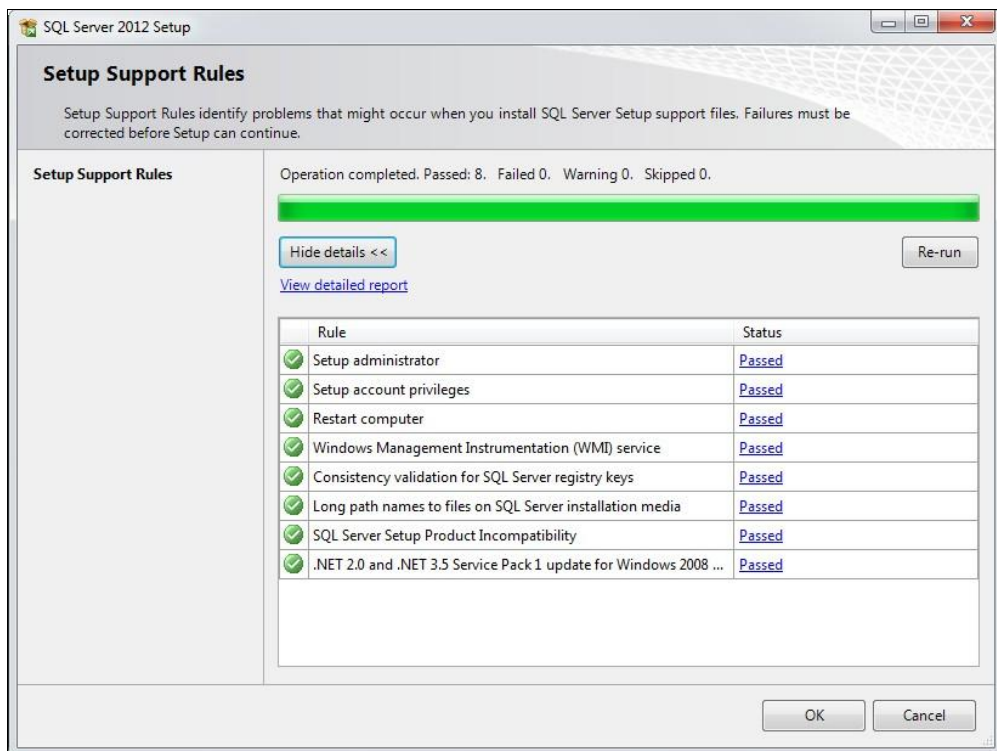 SQL Server 2012 Setup
Setup Support Rules
Setup Support Rules identify problems that might occur when you install SQL Server Setup support files. Failures must be
corrected before Setup can continue.
Setup Support Rules
Operation completed. Passed: 8.   Failed 0.   Warning 0.   Skipped 0.
Hide details <<
Re-run
View detailed report
Rule Status
Setup administrator Passed
Setup account privileges Passed
Restart computer Passed
Windows Management Instrumentation (WMI) service Passed
Consistency validation for SQL Server registry keys Passed
Long path names to files on SQL Server installation media Passed
SQL Server Setup Product Incompatibility Passed
.NET 2.0 and .NET 3.5 Service Pack 1 update for Windows 2008 ... Passed
OK Cancel